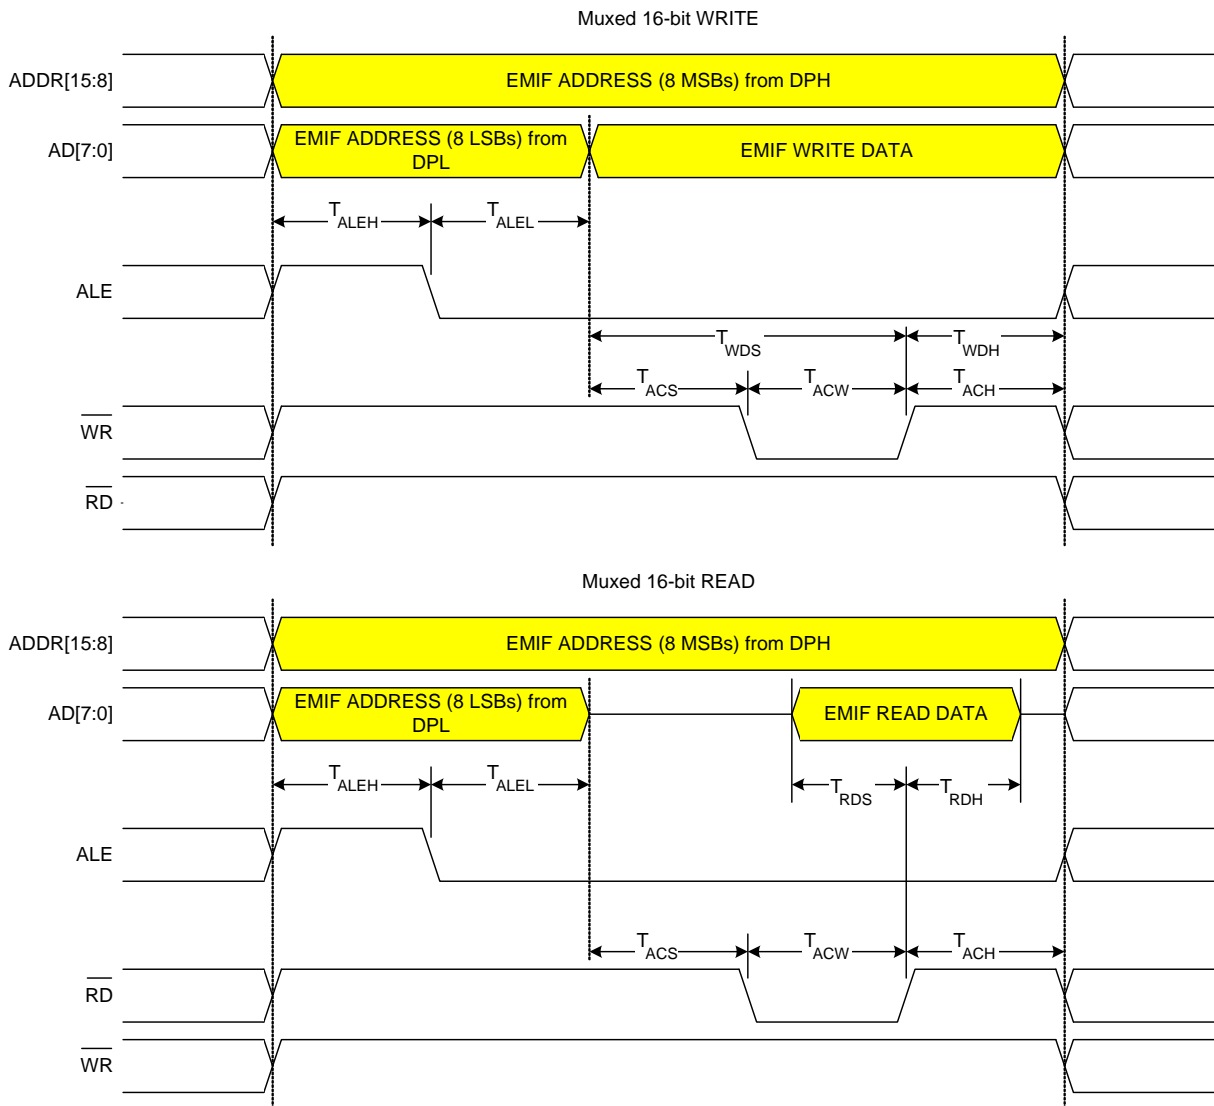 Muxed 16-bit WRITE
ADDR[15:8]
EMIF ADDRESS (8 MSBs) from DPH
AD[7:0]
EMIF ADDRESS (8 LSBs) from
DPL
EMIF WRITE DATA
TALEH
TALEL
ALE
TWDS
TWDH
TACS
TACW
TACH
WR
RD
Muxed 16-bit READ
ADDR[15:8]
EMIF ADDRESS (8 MSBs) from DPH
AD[7:0]
EMIF ADDRESS (8 LSBs) from
DPL
EMIF READ DATA
TALEH
TALEL
TRDS
TRDH
ALE
TACS
TACW
TACH
RD
WR